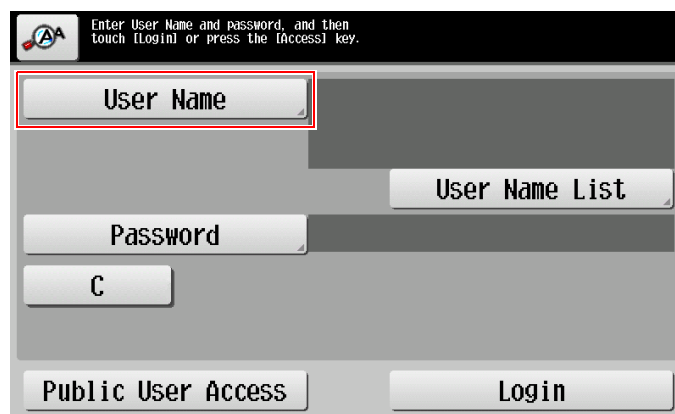 Enter User Name and password, and then
touch [Login] or press the [Access] key.
User Name
User Name List
Password
C
Public User Access
Login